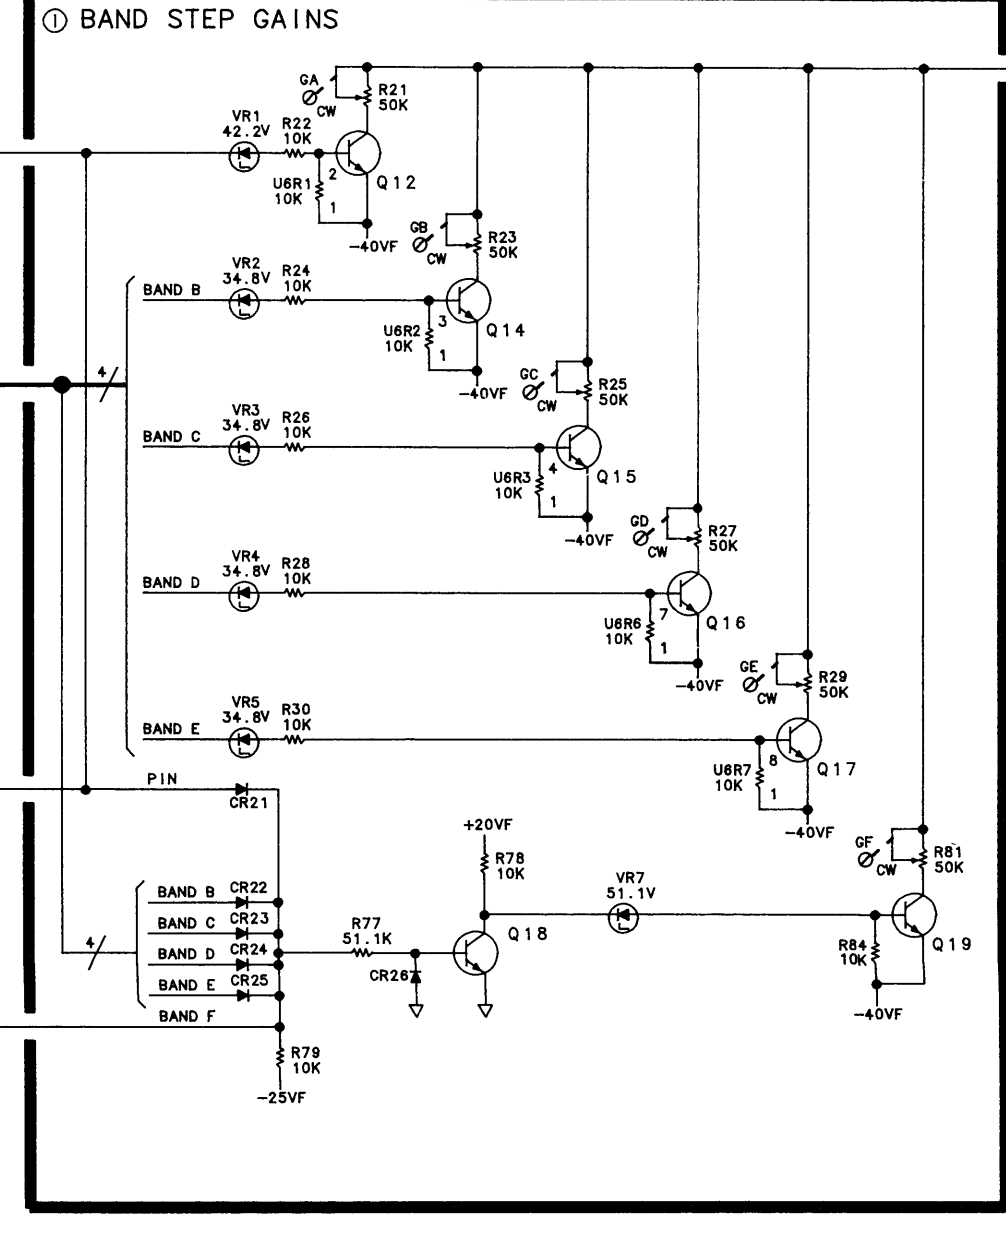 ① BAND STEP GAINS
GA
R21
50K
CW
VR1
42.2V
R22
10K
2
Q12
U6R1
10K
1
-40VF
GB
R23
50K
CW
BAND B
VR2
34.8V
R24
10K
3
Q14
U6R2
10K
1
-40VF
4
GC
R25
50K
CW
BAND C
VR3
34.8V
R26
10K
4
Q15
U6R3
10K
1
-40VF
GD
R27
50K
CW
BAND D
VR4
34.8V
R28
10K
7
Q16
U6R6
10K
1
-40VF
GE
R29
50K
CW
BAND E
VR5
34.8V
R30
10K
8
Q17
U6R7
10K
1
-40VF
PIN
CR21
+20VF
R78
10K
GF
R81
50K
CW
VR7
51.1V
BAND B
CR22
BAND C
CR23
BAND D
CR24
BAND E
CR25
BAND F
4
R77
51.1K
CR26
Q18
Q19
R84
10K
-40VF
R79
10K
-25VF